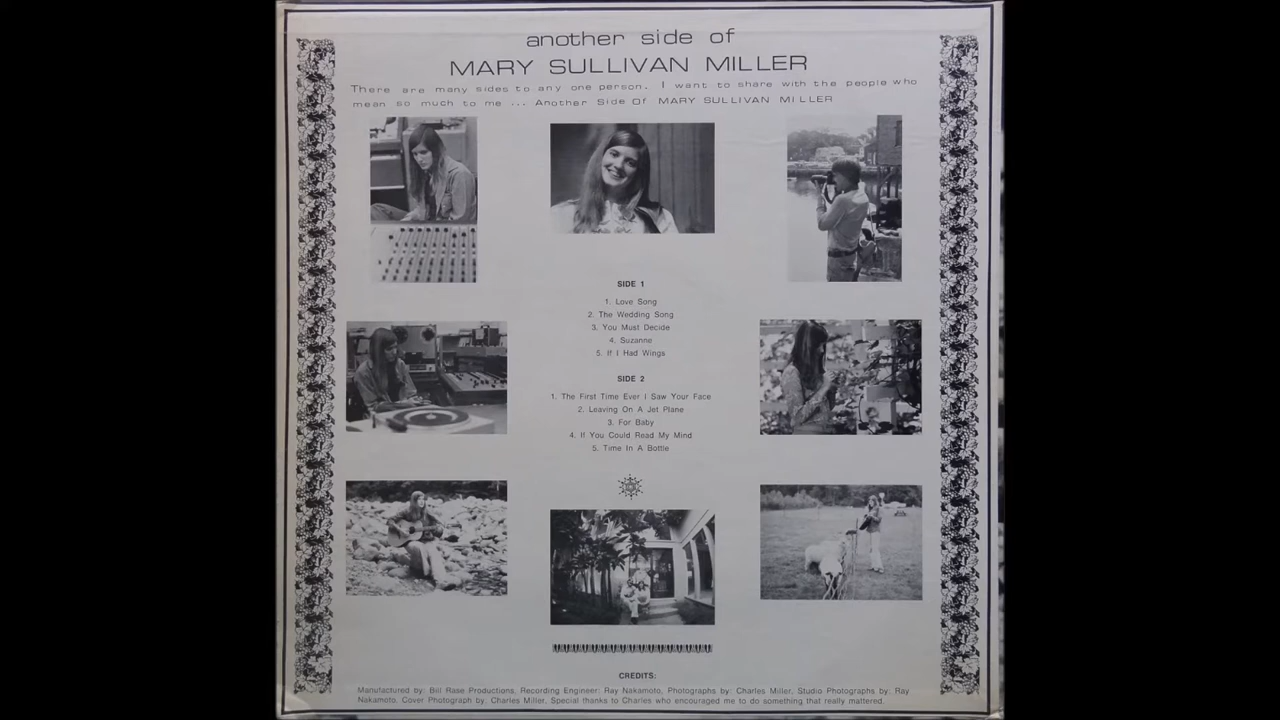 another side of
MARY SULLIVAN MILLER
There are many sides to any one person. I want to share with the people who
mean so much to me ... Another Side Of MARY SULLIVAN MILLER
SIDE 1
1. Love Song
2. The Wedding Song
3. You Must Decide
4. Suzanne
5. If I Had Wings
SIDE 2
1. The First Time Ever I Saw Your Face
2. Leaving On A Jet Plane
3. For Baby
4. If You Could Read My Mind
5. Time In A Bottle
CREDITS:
Manufactured by: Bill Rase Productions, Recording Engineer: Ray Nakamoto, Photographs by: Charles Miller, Studio Photographs by: Ray
Nakamoto. Cover Photograph by: Charles Miller, Special thanks to Charles who encouraged me to do something that really mattered.